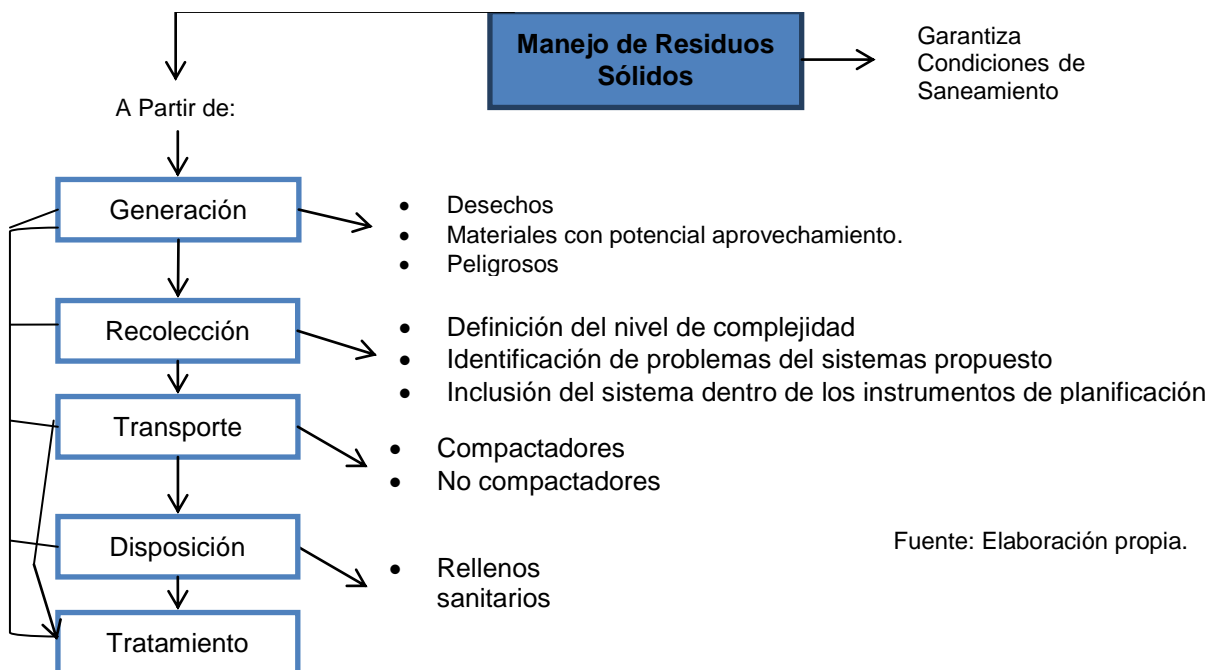 Manejo de Residuos
Sólidos
Garantiza
Condiciones de
Saneamiento
A Partir de:
Generación
• Desechos
• Materiales con potencial aprovechamiento.
• Peligrosos
Recolección
• Definición del nivel de complejidad
• Identificación de problemas del sistemas propuesto
• Inclusión del sistema dentro de los instrumentos de planificación
Transporte
• Compactadores
• No compactadores
Disposición
• Rellenos
sanitarios
Fuente: Elaboración propia.
Tratamiento